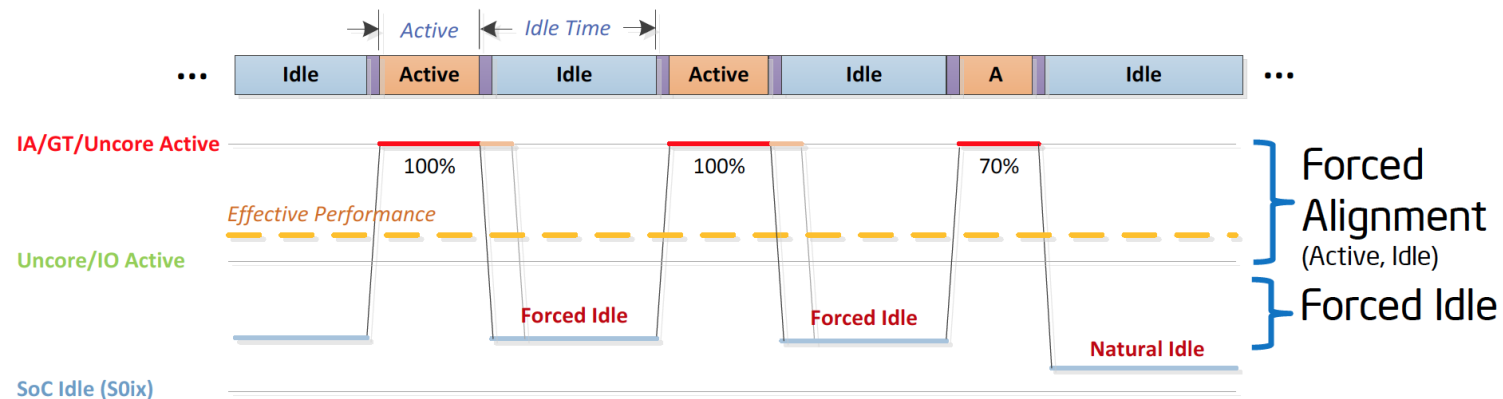 Active
Idle Time
...
Idle
Active
Idle
Active
Idle
A
Idle
...
IA/GT/Uncore Active
100%
100%
70%
Forced
Alignment
(Active, Idle)
Effective Performance
Uncore/IO Active
Forced Idle
Forced Idle
Forced Idle
Natural Idle
SoC Idle (S0ix)